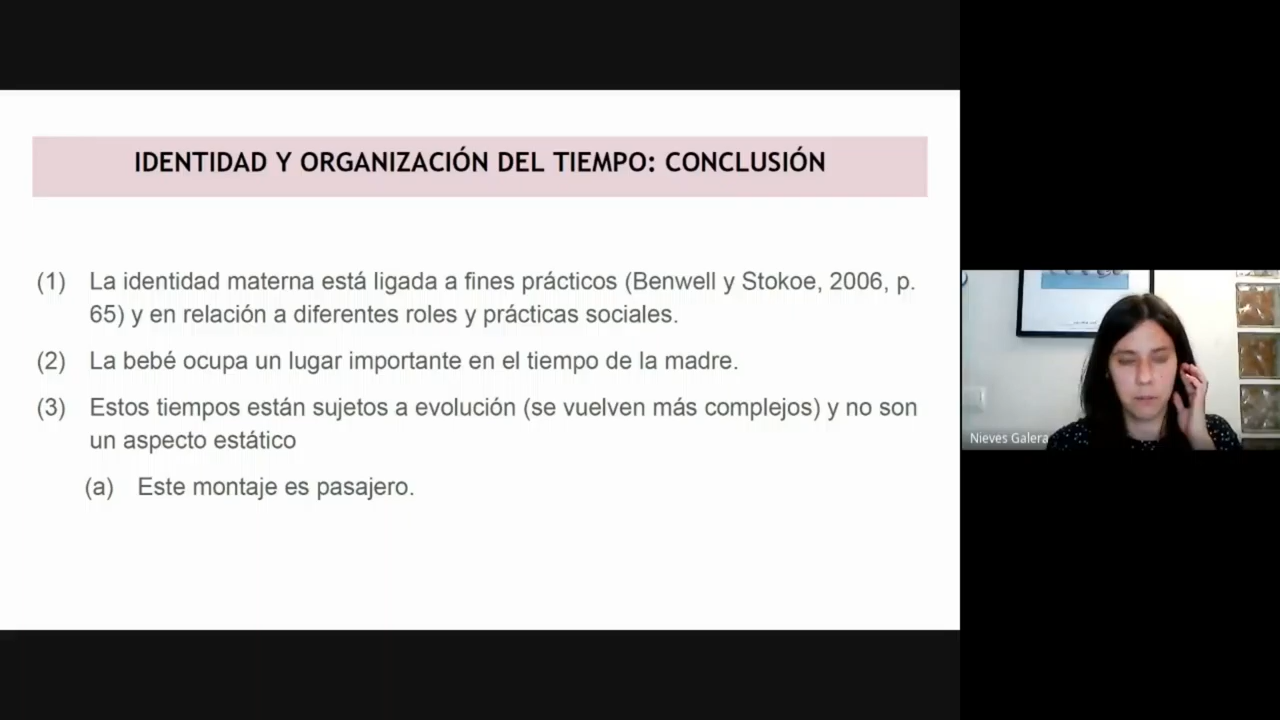 IDENTIDAD Y ORGANIZACIÓN DEL TIEMPO: CONCLUSIÓN
(1) La identidad materna está ligada a fines prácticos (Benwell y Stokoe, 2006, p.
65) y en relación a diferentes roles y prácticas sociales.
(2) La bebé ocupa un lugar importante en el tiempo de la madre.
(3) Estos tiempos están sujetos a evolución (se vuelven más complejos) y no son
un aspecto estático
(a) Este montaje es pasajero.
Nieves Galera